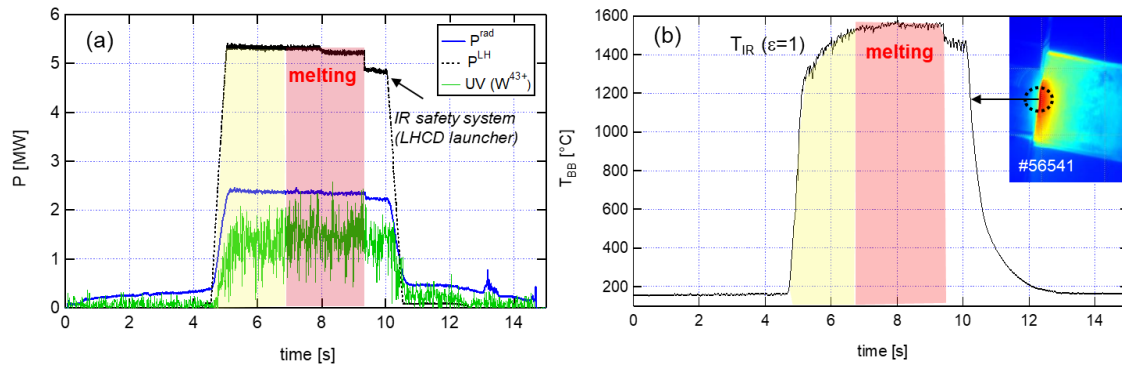 (a)
P^rad
P^LH
UV (W^43+)
melting
IR safety system
(LHCD launcher)
P [MW]
6
5
4
3
2
1
0
0 2 4 6 8 10 12 14
time [s]
(b)
T_IR (ε=1)
melting
#56541
T_BB [°C]
1600
1400
1200
1000
800
600
400
200
0 2 4 6 8 10 12 14
time [s]